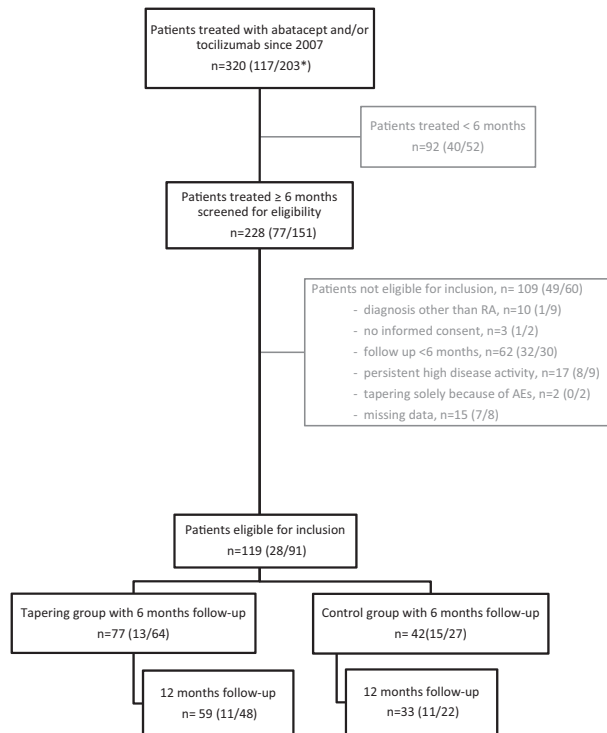 Patients treated with abatacept and/or
tocilizumab since 2007
n=320 (117/203*)
Patients treated < 6 months
n=92 (40/52)
Patients treated ≥ 6 months
screened for eligibility
n=228 (77/151)
Patients not eligible for inclusion, n= 109 (49/60)
- diagnosis other than RA, n=10 (1/9)
- no informed consent, n=3 (1/2)
- follow up <6 months, n=62 (32/30)
- persistent high disease activity, n=17 (8/9)
- tapering solely because of AEs, n=2 (0/2)
- missing data, n=15 (7/8)
Patients eligible for inclusion
n=119 (28/91)
Tapering group with 6 months follow-up
n=77 (13/64)
Control group with 6 months follow-up
n= 42(15/27)
12 months follow-up
n= 59 (11/48)
12 months follow-up
n=33 (11/22)